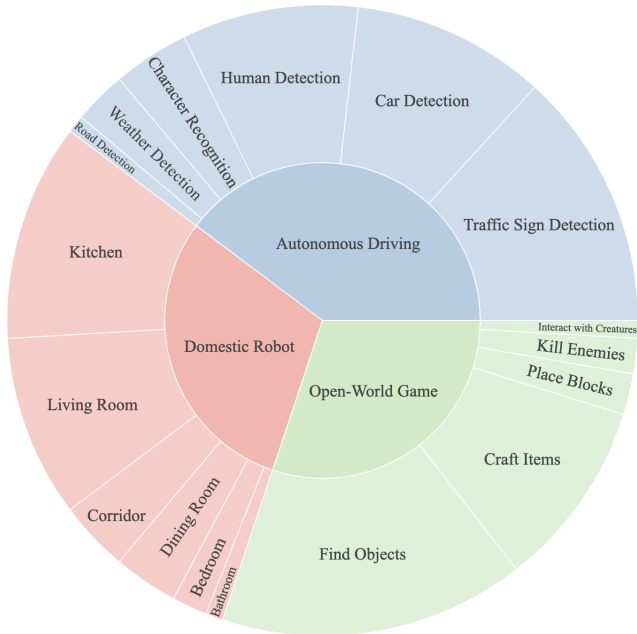 Human Detection
Character Recognition
Car Detection
Weather Detection
Road Detection
Traffic Sign Detection
Autonomous Driving
Kitchen
Domestic Robot
Living Room
Corridor
Dining Room
Bedroom
Bathroom
Open-World Game
Interact with Creatures
Kill Enemies
Place Blocks
Craft Items
Find Objects